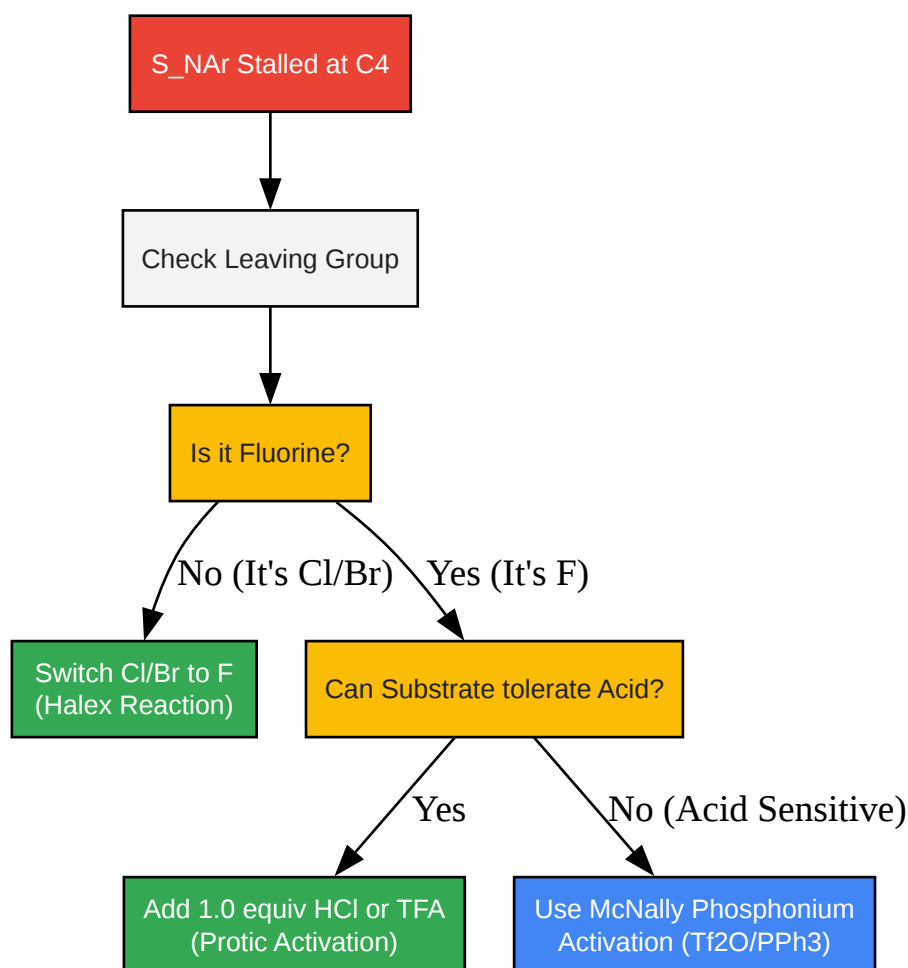 S_NAr Stalled at C4
Check Leaving Group
Is it Fluorine?
No (It's Cl/Br)
Yes (It's F)
Switch Cl/Br to F
(Halex Reaction)
Can Substrate tolerate Acid?
Yes
No (Acid Sensitive)
Add 1.0 equiv HCl or TFA
(Protic Activation)
Use McNally Phosphonium
Activation (Tf2O/PPh3)